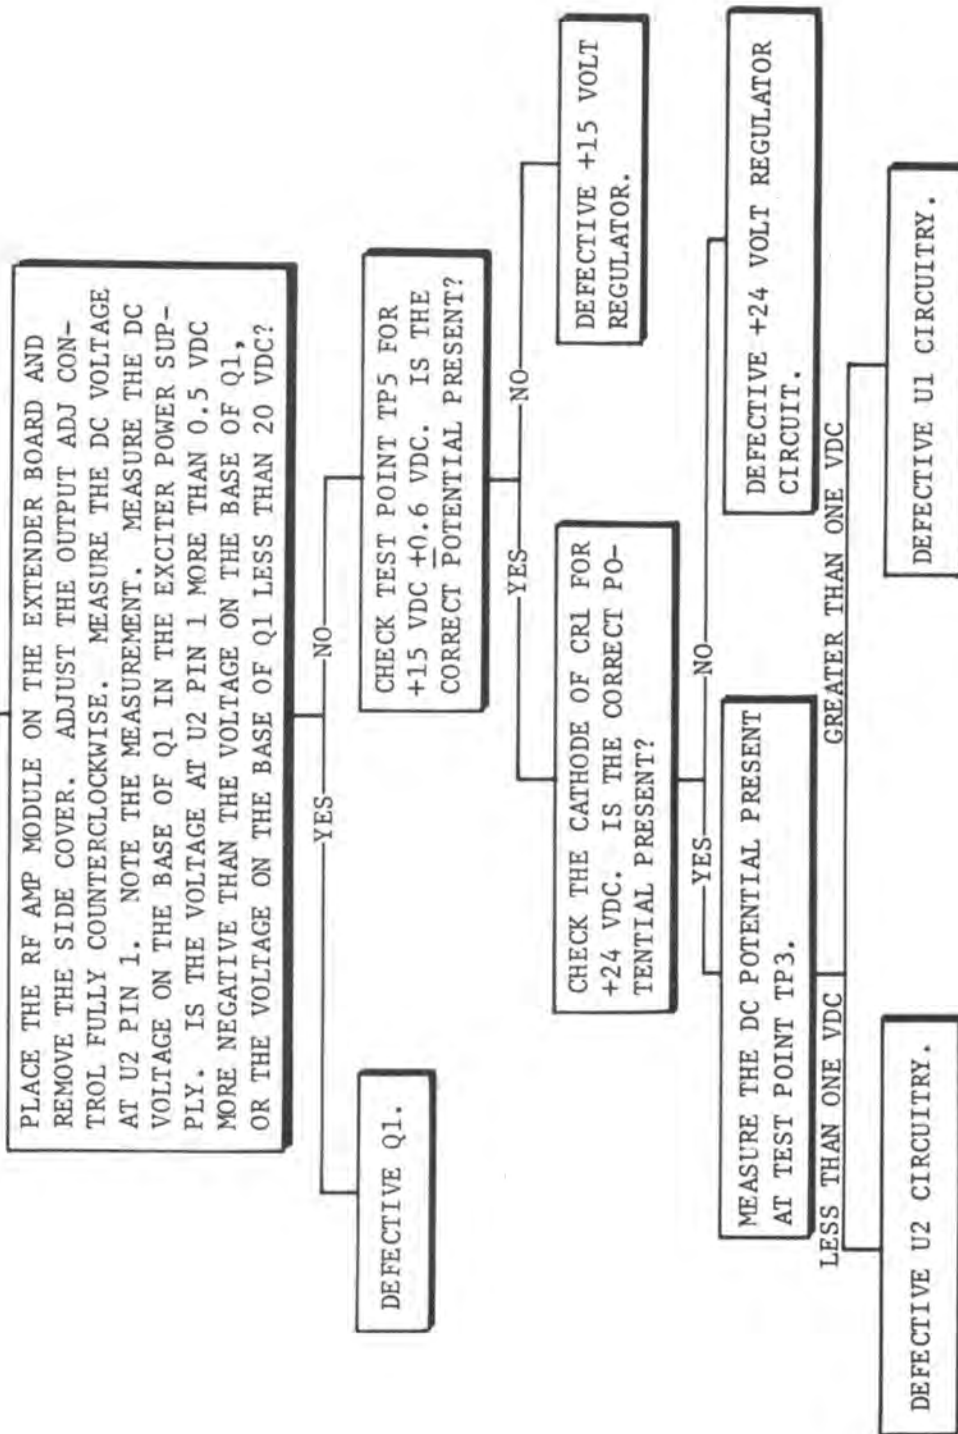 PLACE THE RF AMP MODULE ON THE EXTENDER BOARD AND
REMOVE THE SIDE COVER. ADJUST THE OUTPUT ADJ CON-
TROL FULLY COUNTERCLOCKWISE. MEASURE THE DC VOLTAGE
AT U2 PIN 1. NOTE THE MEASUREMENT. MEASURE THE DC
VOLTAGE ON THE BASE OF Q1 IN THE EXCITER POWER SUP-
PLY. IS THE VOLTAGE AT U2 PIN 1 MORE THAN 0.5 VDC
MORE NEGATIVE THAN THE VOLTAGE ON THE BASE OF Q1,
OR THE VOLTAGE ON THE BASE OF Q1 LESS THAN 20 VDC?
YES
NO
DEFECTIVE Q1.
CHECK TEST POINT TP5 FOR
+15 VDC ±0.6 VDC. IS THE
CORRECT POTENTIAL PRESENT?
YES
NO
CHECK THE CATHODE OF CR1 FOR
+24 VDC. IS THE CORRECT PO-
TENTIAL PRESENT?
DEFECTIVE +15 VOLT
REGULATOR.
YES
NO
MEASURE THE DC POTENTIAL PRESENT
AT TEST POINT TP3.
DEFECTIVE +24 VOLT REGULATOR
CIRCUIT.
LESS THAN ONE VDC
GREATER THAN ONE VDC
DEFECTIVE U2 CIRCUITRY.
DEFECTIVE U1 CIRCUITRY.